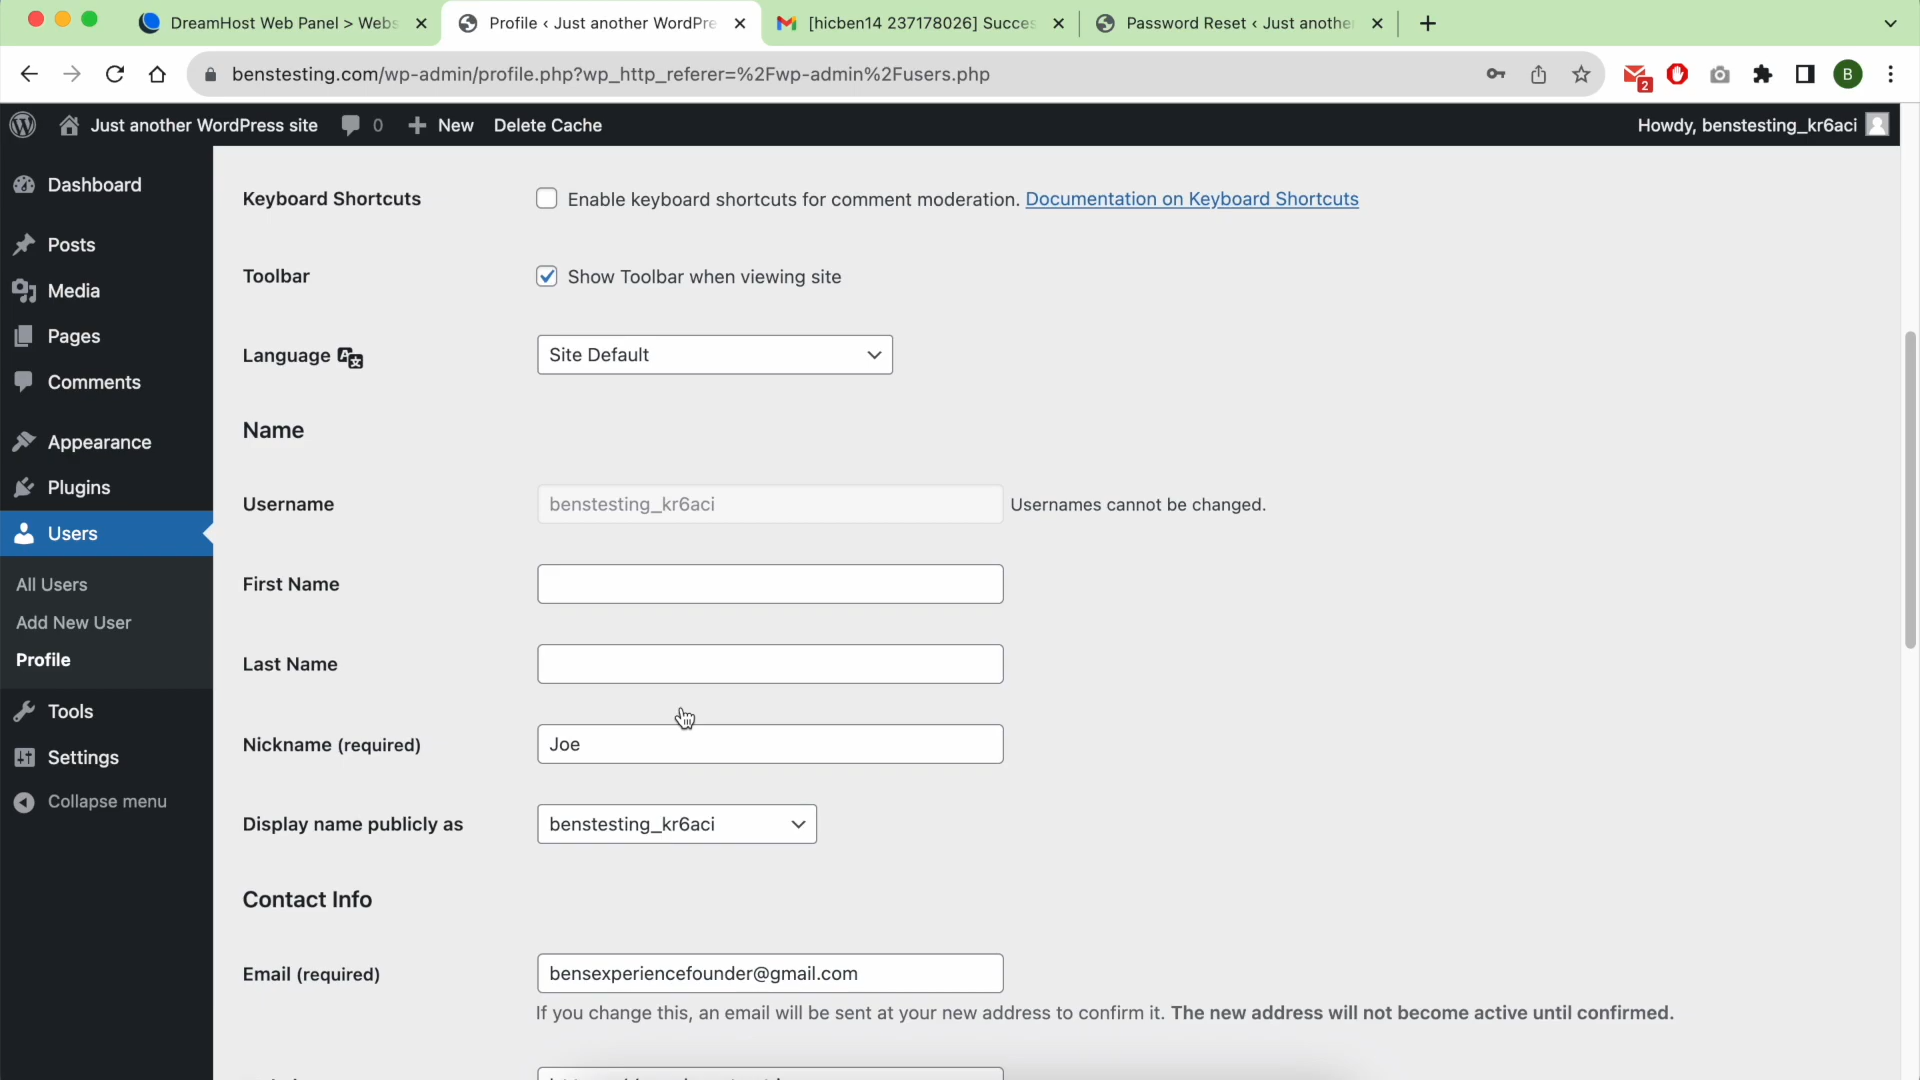 DreamHost Web Panel > Webs
Profile ‹ Just another WordPre
[hicben14 237178026] Succes
Password Reset ‹ Just anothe
benstesting.com/wp-admin/profile.php?wp_http_referer=%2Fwp-admin%2Fusers.php
2
B
Just another WordPress site
0
New
Delete Cache
Howdy, benstesting_kr6aci
Dashboard
Posts
Media
Pages
Comments
Appearance
Plugins
Users
All Users
Add New User
Profile
Tools
Settings
Collapse menu
Keyboard Shortcuts
Enable keyboard shortcuts for comment moderation. Documentation on Keyboard Shortcuts
Toolbar
Show Toolbar when viewing site
Language
Site Default
Name
Username
benstesting_kr6aci
Usernames cannot be changed.
First Name
Last Name
Nickname (required)
Joe
Display name publicly as
benstesting_kr6aci
Contact Info
Email (required)
bensexperiencefounder@gmail.com
If you change this, an email will be sent at your new address to confirm it. The new address will not become active until confirmed.